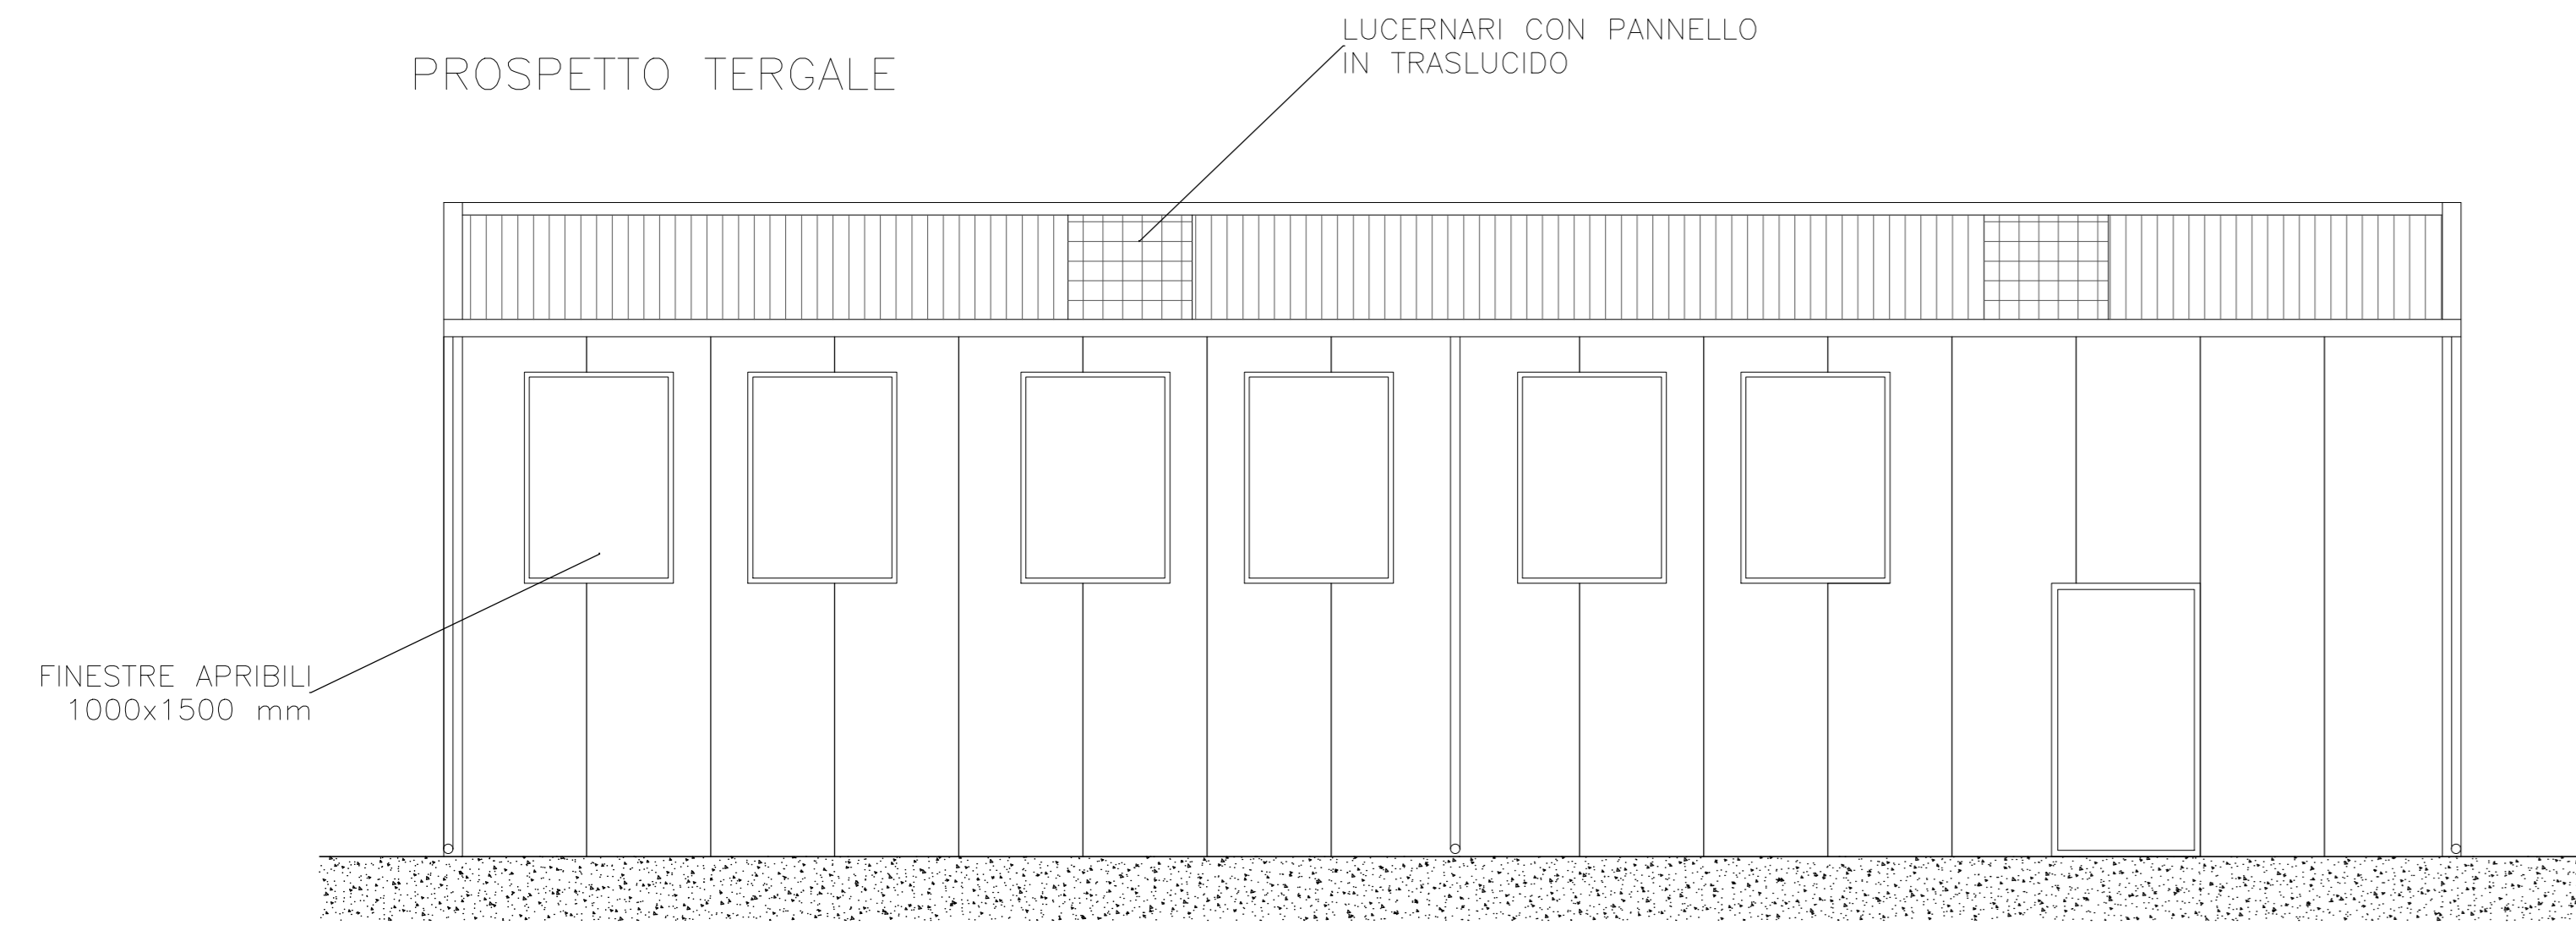 PROSPETTO TERGALE
LUCERNARI CON PANNELLO
IN TRASLUCIDO
FINESTRE APRIBILI
1000x1500 mm